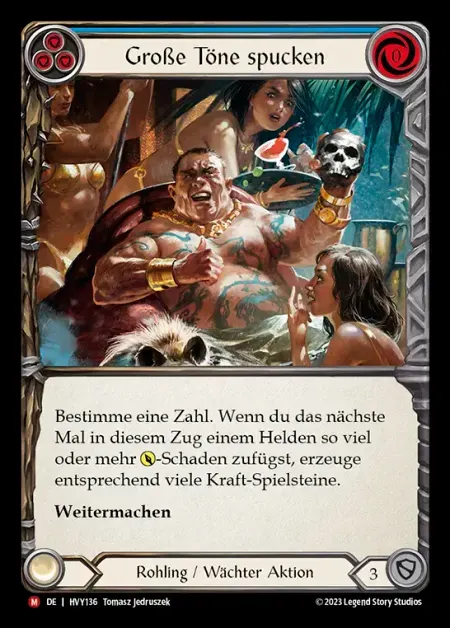 Große Töne spucken
0
Bestimme eine Zahl. Wenn du das nächste
Mal in diesem Zug einem Helden so viel
oder mehr -Schaden zufügst, erzeuge
entsprechend viele Kraft-Spielsteine.
Weitermachen
Rohling / Wächter Aktion
3
M DE | HVY136 Tomasz Jedruszek
© 2023 Legend Story Studios